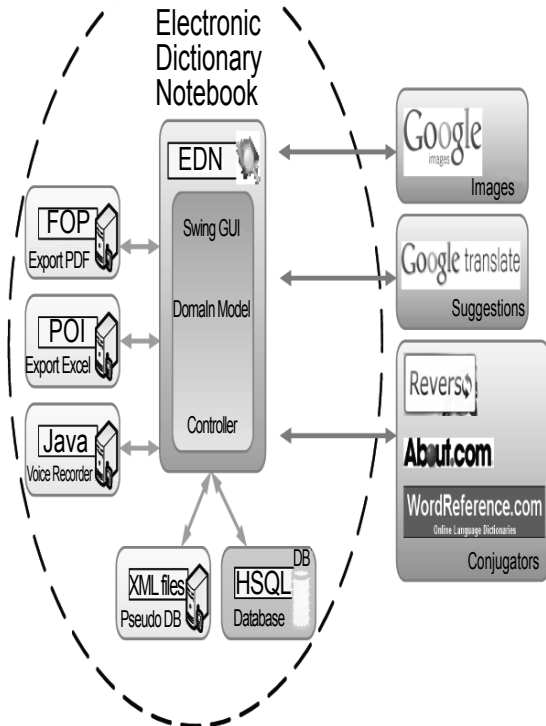 Electronic
Dictionary
Notebook
EDN
Swing GUI
Domain Model
Controller
FOP
Export PDF
POI
Export Excel
Java
Voice Recorder
XML files
Pseudo DB
DB
HSQL
Database
Google
images
Images
Google translate
Suggestions
Reverso
About.com
WordReference.com
Online Language Dictionaries
Conjugators